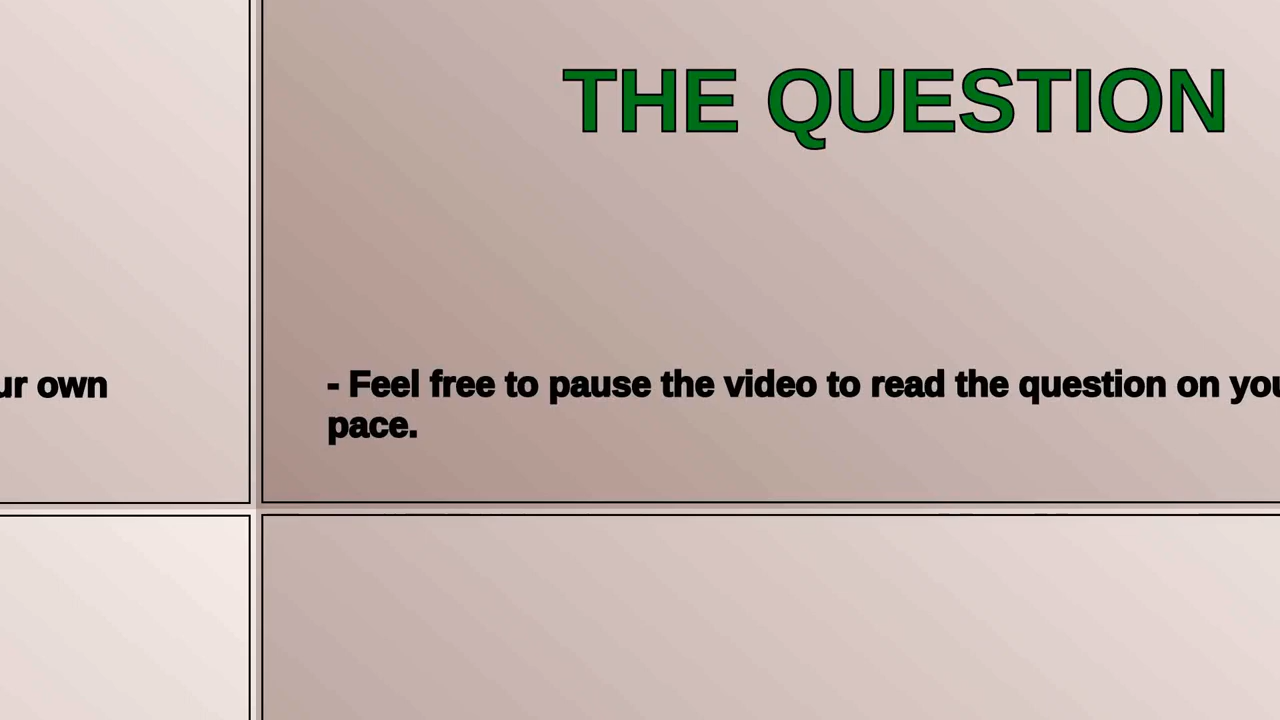 THE QUESTION
ur own
- Feel free to pause the video to read the question on you
pace.